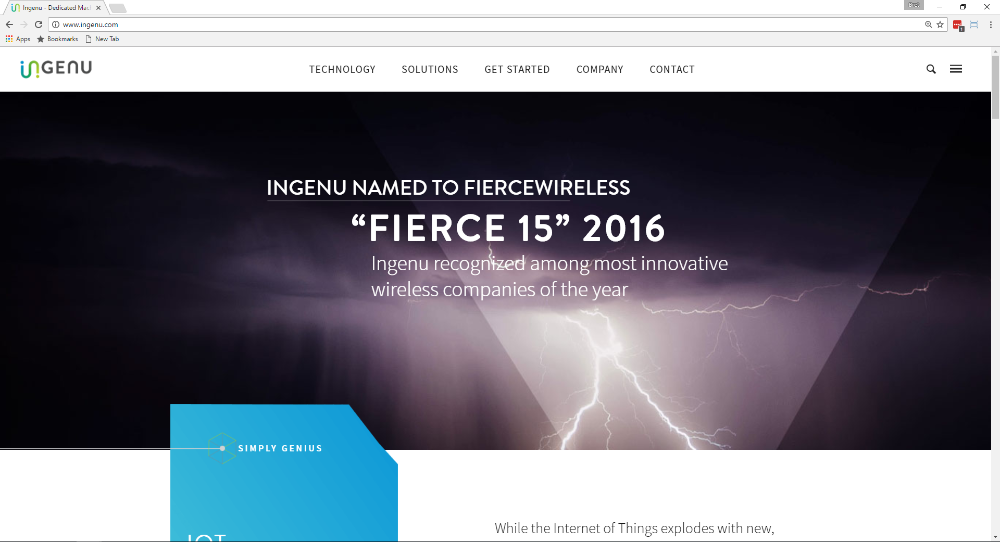 Ingenu - Dedicated Mac
Bret
www.ingenu.com
Apps Bookmarks New Tab
1
INGENU
TECHNOLOGY SOLUTIONS GET STARTED COMPANY CONTACT
INGENU NAMED TO FIERCEWIRELESS
“FIERCE 15” 2016
Ingenu recognized among most innovative
wireless companies of the year
SIMPLY GENIUS
IOT
While the Internet of Things explodes with new,